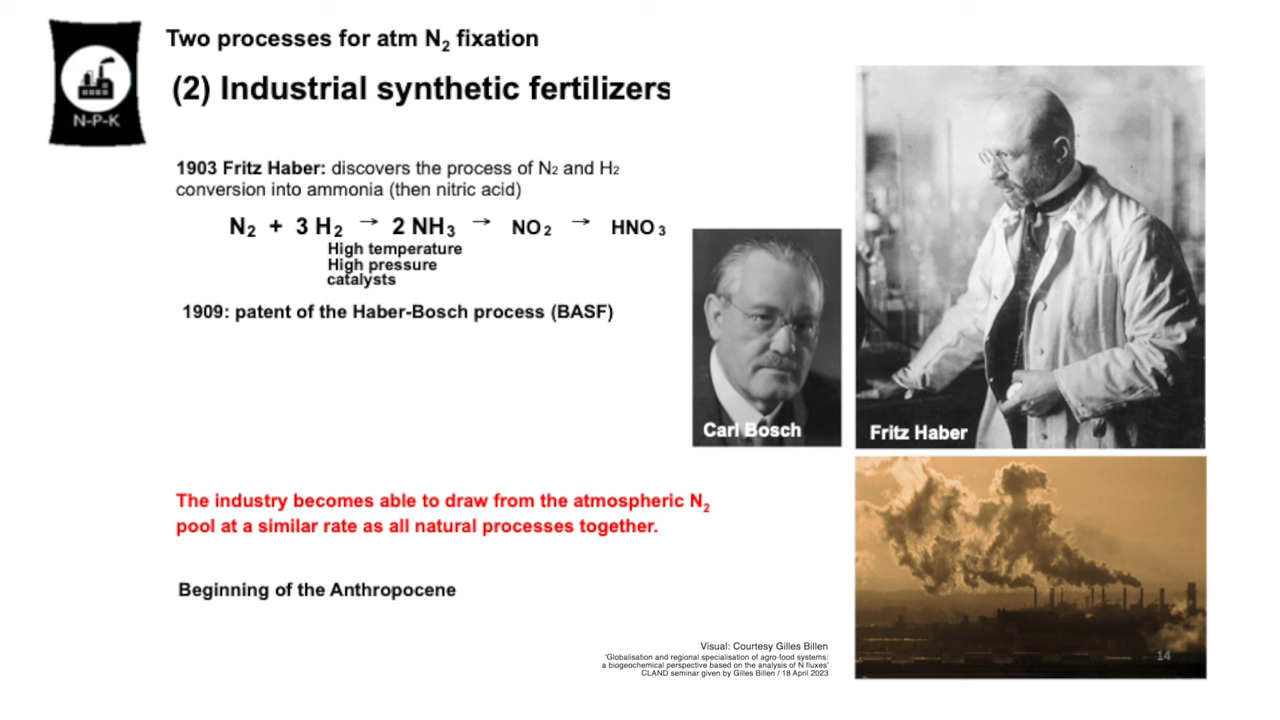 Two processes for atm N₂ fixation
(2) Industrial synthetic fertilizers
N-P-K
1903 Fritz Haber: discovers the process of N₂ and H₂
conversion into ammonia (then nitric acid)
N₂ + 3 H₂ → 2 NH₃ → NO₂ → HNO₃
High temperature
High pressure
catalysts
1909: patent of the Haber-Bosch process (BASF)
Carl Bosch
Fritz Haber
The industry becomes able to draw from the atmospheric N₂
pool at a similar rate as all natural processes together.
Beginning of the Anthropocene
Visual: Courtesy Gilles Billen
'Globalisation and regional specialisation of agro-food systems:
a biogeochemical perspective based on the analysis of N fluxes'
CLAND seminar given by Gilles Billen / 18 April 2023
14